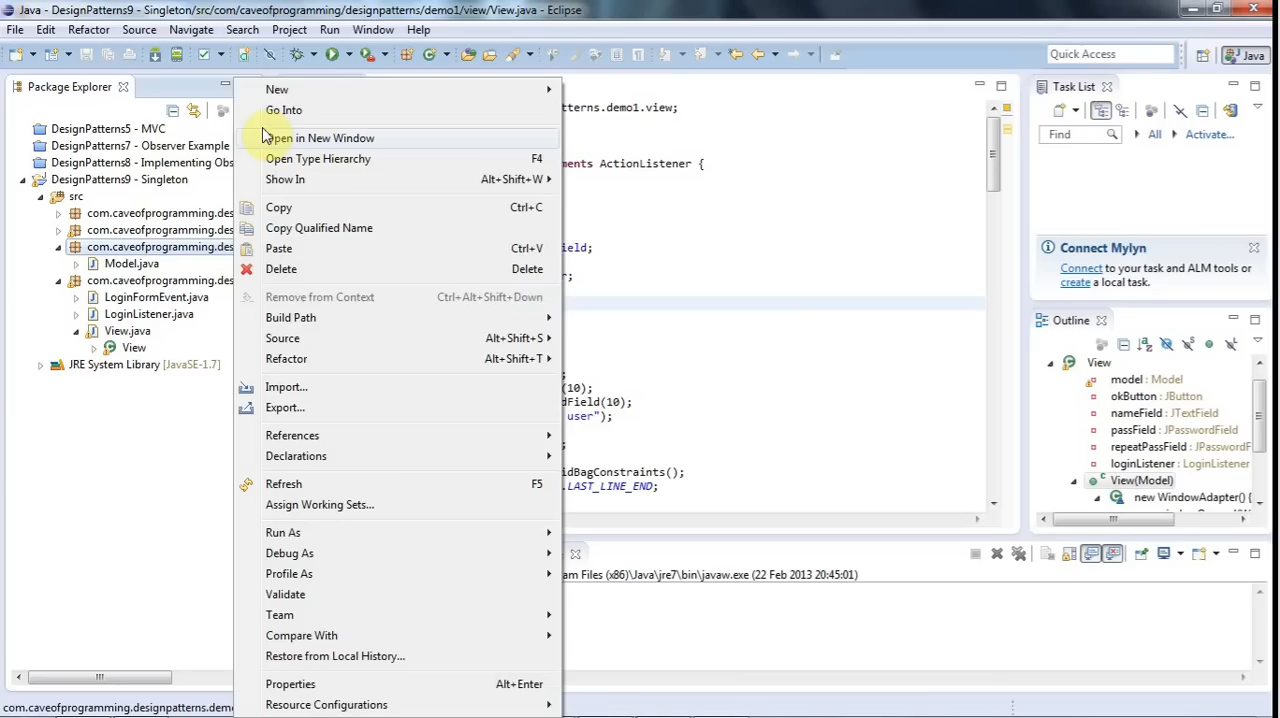 Java - DesignPatterns9 - Singleton/src/com/caveofprogramming/designpatterns/demo1/view/View.java - Eclipse
File Edit Refactor Source Navigate Search Project Run Window Help
Quick Access
Java
Package Explorer
DesignPatterns5 - MVC
DesignPatterns7 - Observer Example
DesignPatterns8 - Implementing Obs
DesignPatterns9 - Singleton
src
com.caveofprogramming.des
com.caveofprogramming.des
com.caveofprogramming.des
Model.java
com.caveofprogramming.des
LoginFormEvent.java
LoginListener.java
View.java
View
JRE System Library [JavaSE-1.7]
New
Go Into
Open in New Window
Open Type Hierarchy F4
Show In Alt+Shift+W
Copy Ctrl+C
Copy Qualified Name
Paste Ctrl+V
Delete Delete
Remove from Context Ctrl+Alt+Shift+Down
Build Path
Source Alt+Shift+S
Refactor Alt+Shift+T
Import...
Export...
References
Declarations
Refresh F5
Assign Working Sets...
Run As
Debug As
Profile As
Validate
Team
Compare With
Restore from Local History...
Properties Alt+Enter
Resource Configurations
tterns.demo1.view;
ments ActionListener {
ield;
r;
;
(10);
dField(10);
user");
;
idBagConstraints();
.LAST_LINE_END;
am Files (x86)\Java\jre7\bin\javaw.exe (22 Feb 2013 20:45:01)
Task List
Find All Activate...
Connect Mylyn
Connect to your task and ALM tools or
create a local task.
Outline
View
model : Model
okButton : JButton
nameField : JTextField
passField : JPasswordField
repeatPassField : JPasswordF
loginListener : LoginListener
View(Model)
new WindowAdapter() {
com.caveofprogramming.designpatterns.demo